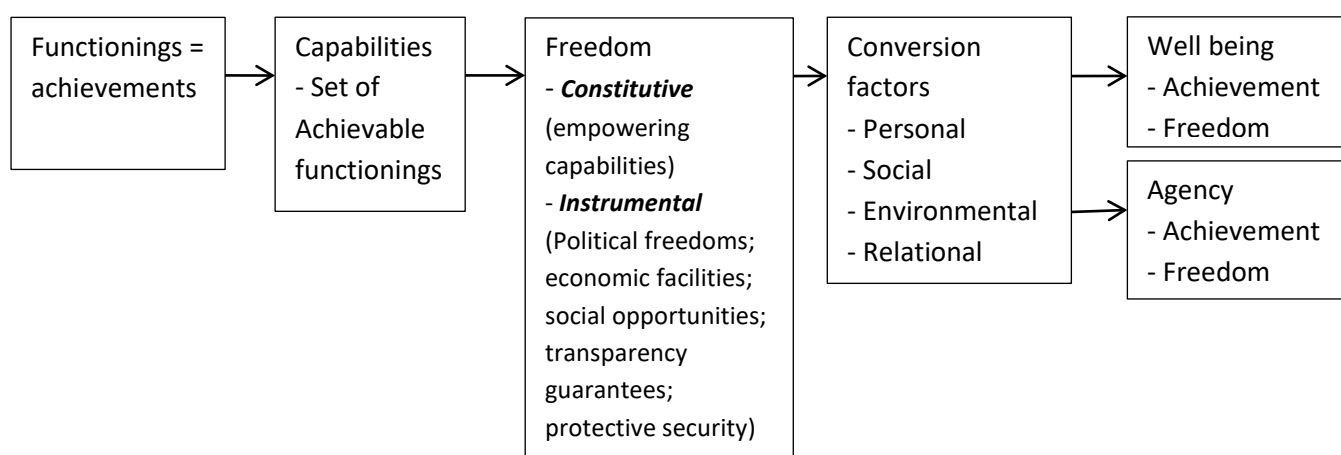 Functionings =
achievements
Capabilities
- Set of
Achievable
functionings
Freedom
- Constitutive
(empowering
capabilities)
- Instrumental
(Political freedoms;
economic facilities;
social opportunities;
transparency
guarantees;
protective security)
Conversion
factors
- Personal
- Social
- Environmental
- Relational
Well being
- Achievement
- Freedom
Agency
- Achievement
- Freedom